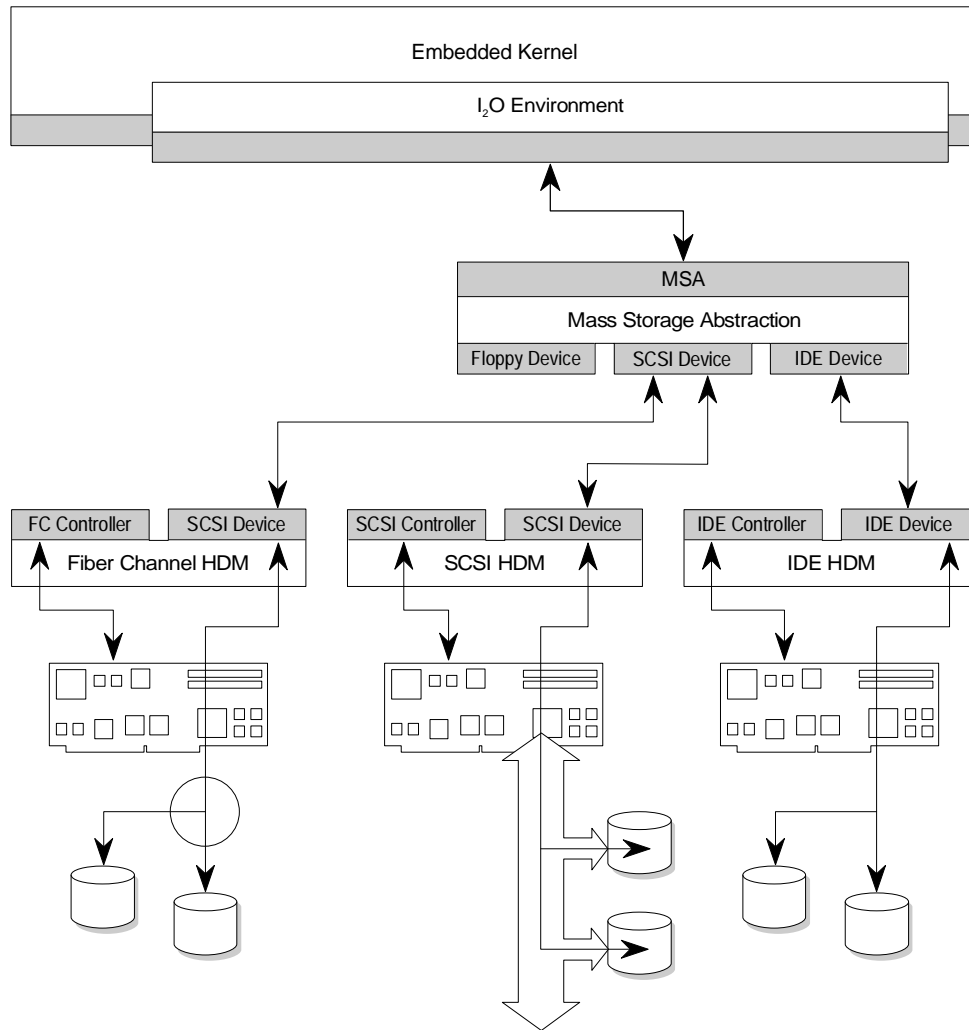 Embedded Kernel
I₂O Environment
MSA
Mass Storage Abstraction
Floppy Device
SCSI Device
IDE Device
FC Controller
SCSI Device
SCSI Controller
SCSI Device
IDE Controller
IDE Device
Fiber Channel HDM
SCSI HDM
IDE HDM